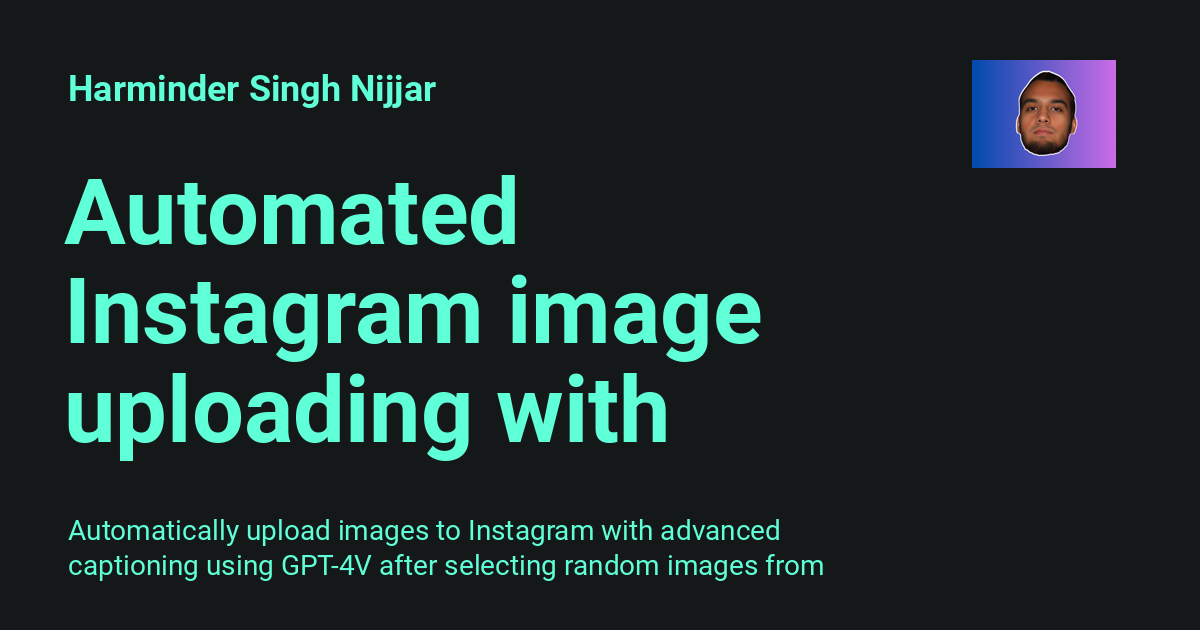 Harminder Singh Nijjar
Automated
Instagram image
uploading with
Automatically upload images to Instagram with advanced
captioning using GPT-4V after selecting random images from